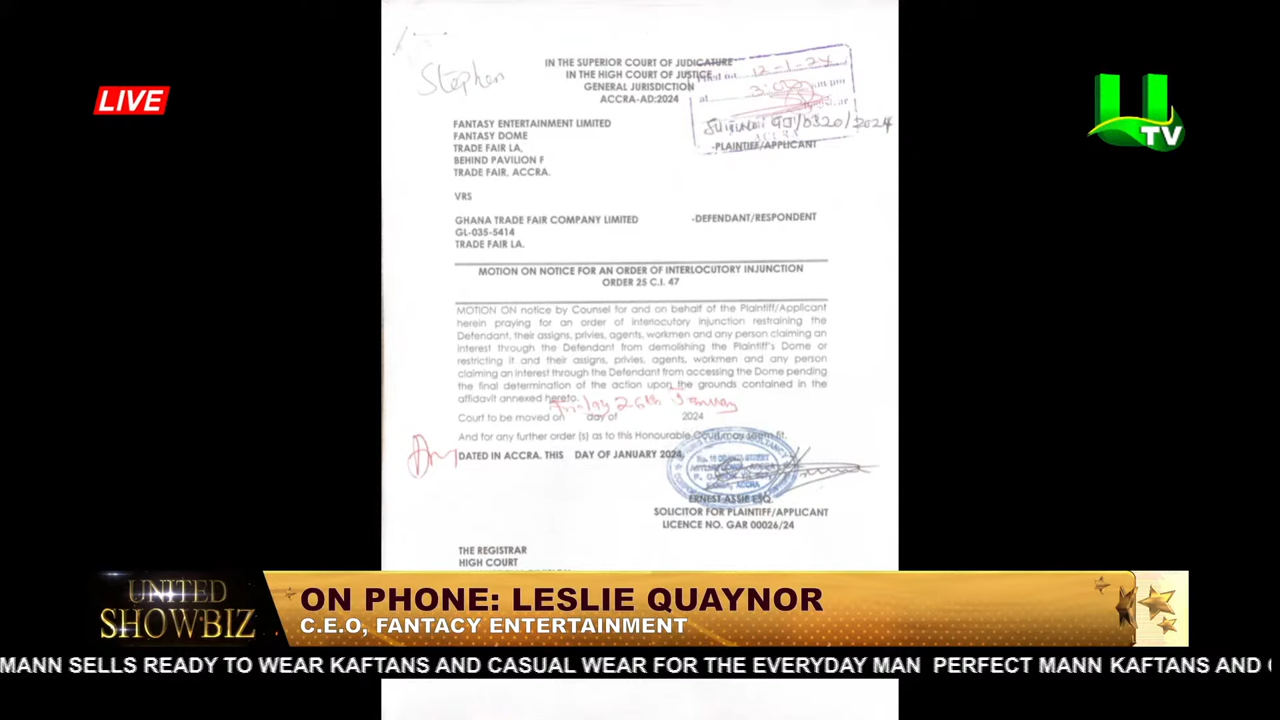 Stephen
IN THE SUPERIOR COURT OF JUDICATURE
IN THE HIGH COURT OF JUSTICE
GENERAL JURISDICTION
ACCRA-AD:2024
12-1-24
at
/0320/2024
FANTASY ENTERTAINMENT LIMITED
FANTASY DOME
TRADE FAIR LA,
BEHIND PAVILION F
TRADE FAIR, ACCRA.
-PLAINTIFF/APPLICANT
VRS
GHANA TRADE FAIR COMPANY LIMITED -DEFENDANT/RESPONDENT
GL-035-5414
TRADE FAIR LA.
MOTION ON NOTICE FOR AN ORDER OF INTERLOCUTORY INJUNCTION
ORDER 25 C.I. 47
MOTION ON notice by Counsel for and on behalf of the Plaintiff/Applicant
herein praying for an order of interlocutory injunction restraining the
Defendant, their assigns, privies, agents, workmen and any person claiming an
interest through the Defendant from demolishing the Plaintiff's Dome or
restricting it and their assigns, privies, agents, workmen and any person
claiming an interest through the Defendant from accessing the Dome pending
the final determination of the action upon the grounds contained in the
affidavit annexed hereto.
Friday 26th January
Court to be moved on day of 2024
And for any further order (s) as to this Honourable Court may seem fit.
DATED IN ACCRA. THIS DAY OF JANUARY 2024.
ERNEST ASSIE ESQ.
SOLICITOR FOR PLAINTIFF/APPLICANT
LICENCE NO. GAR 00026/24
THE REGISTRAR
HIGH COURT
LIVE
U
TV
UNITED
SHOWBIZ
ON PHONE: LESLIE QUAYNOR
C.E.O, FANTACY ENTERTAINMENT
MANN SELLS READY TO WEAR KAFTANS AND CASUAL WEAR FOR THE EVERYDAY MAN PERFECT MANN KAFTANS AND